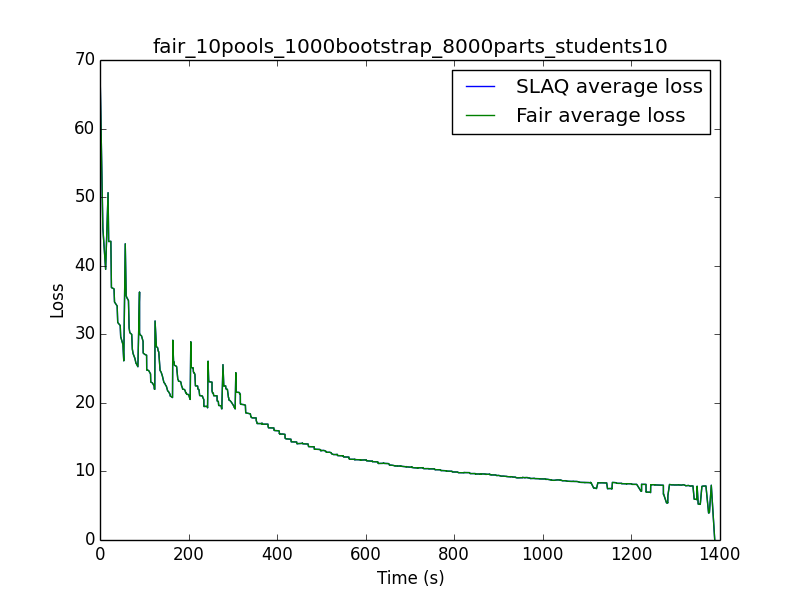 fair_10pools_1000bootstrap_8000parts_students10
SLAQ average loss
Fair average loss
70
60
50
40
30
20
10
0
Loss
0 200 400 600 800 1000 1200 1400
Time (s)